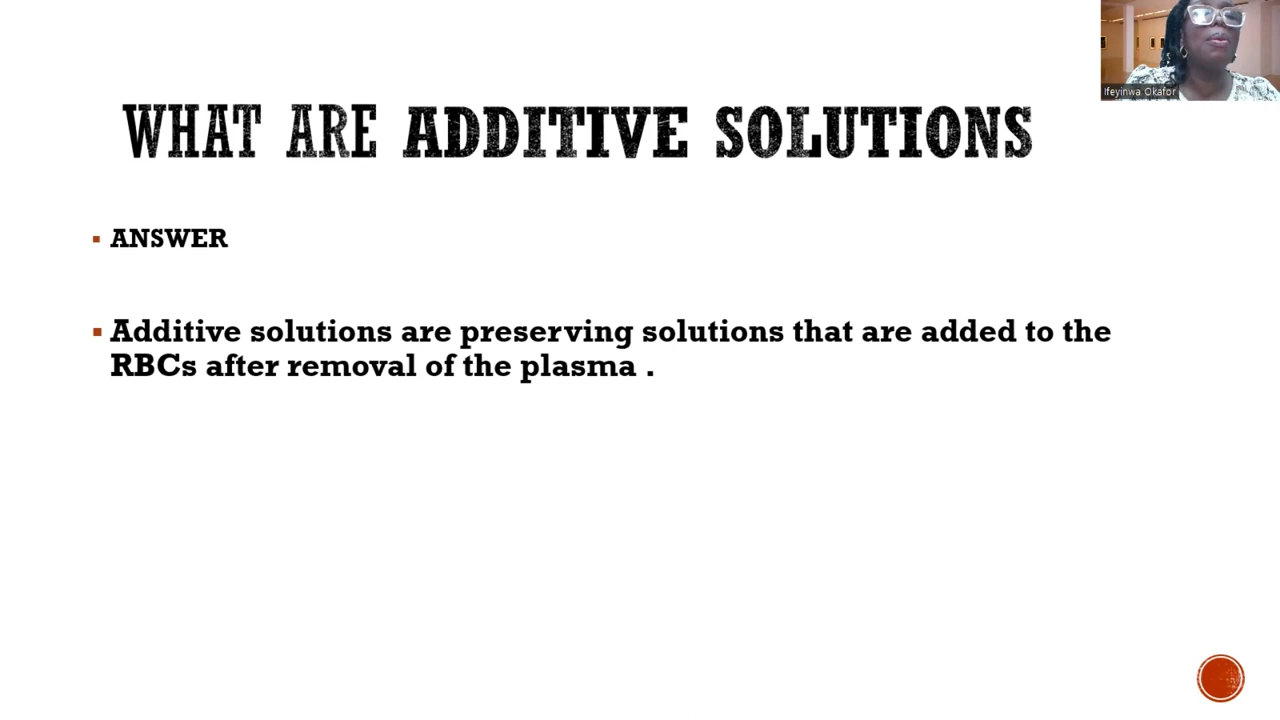 Ifeyinwa Okafor
WHAT ARE ADDITIVE SOLUTIONS
ANSWER
Additive solutions are preserving solutions that are added to the
RBCs after removal of the plasma .